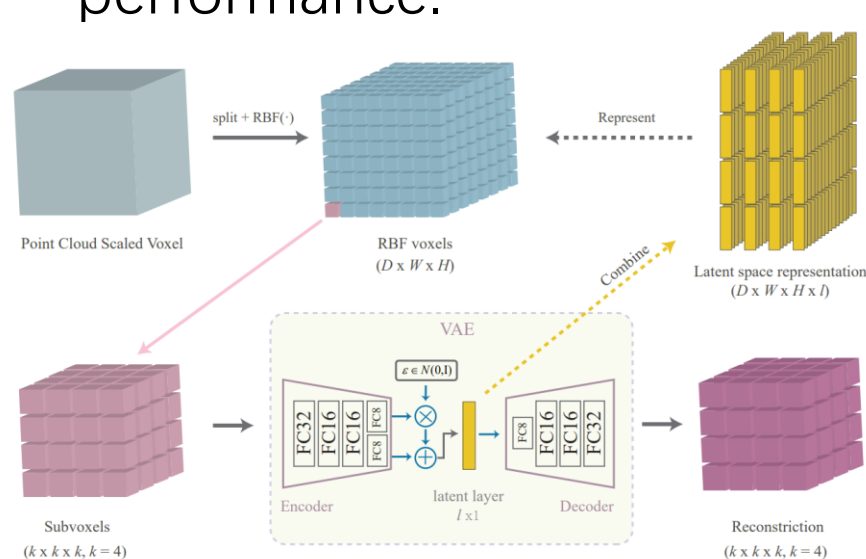 performance.
split + RBF(·)
Represent
Point Cloud Scaled Voxel
RBF voxels
(D x W x H)
Latent space representation
(D x W x H x l)
Combine
VAE
ε ∈ N(0,I)
FC32
FC16
FC16
FC8
FC8
FC8
FC16
FC16
FC32
Encoder
latent layer
l x1
Decoder
Subvoxels
(k x k x k, k = 4)
Reconstriction
(k x k x k, k = 4)